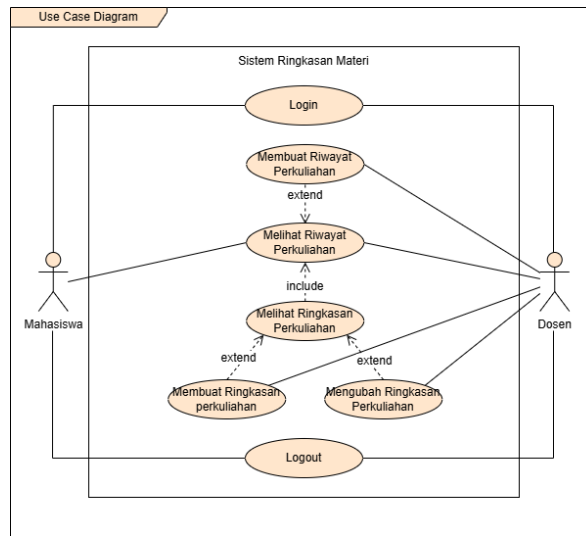 Use Case Diagram
Sistem Ringkasan Materi
Login
Membuat Riwayat
Perkuliahan
extend
Melihat Riwayat
Perkuliahan
include
Mahasiswa
Dosen
Melihat Ringkasan
Perkuliahan
extend
extend
Membuat Ringkasan
perkuliahan
Mengubah Ringkasan
Perkuliahan
Logout